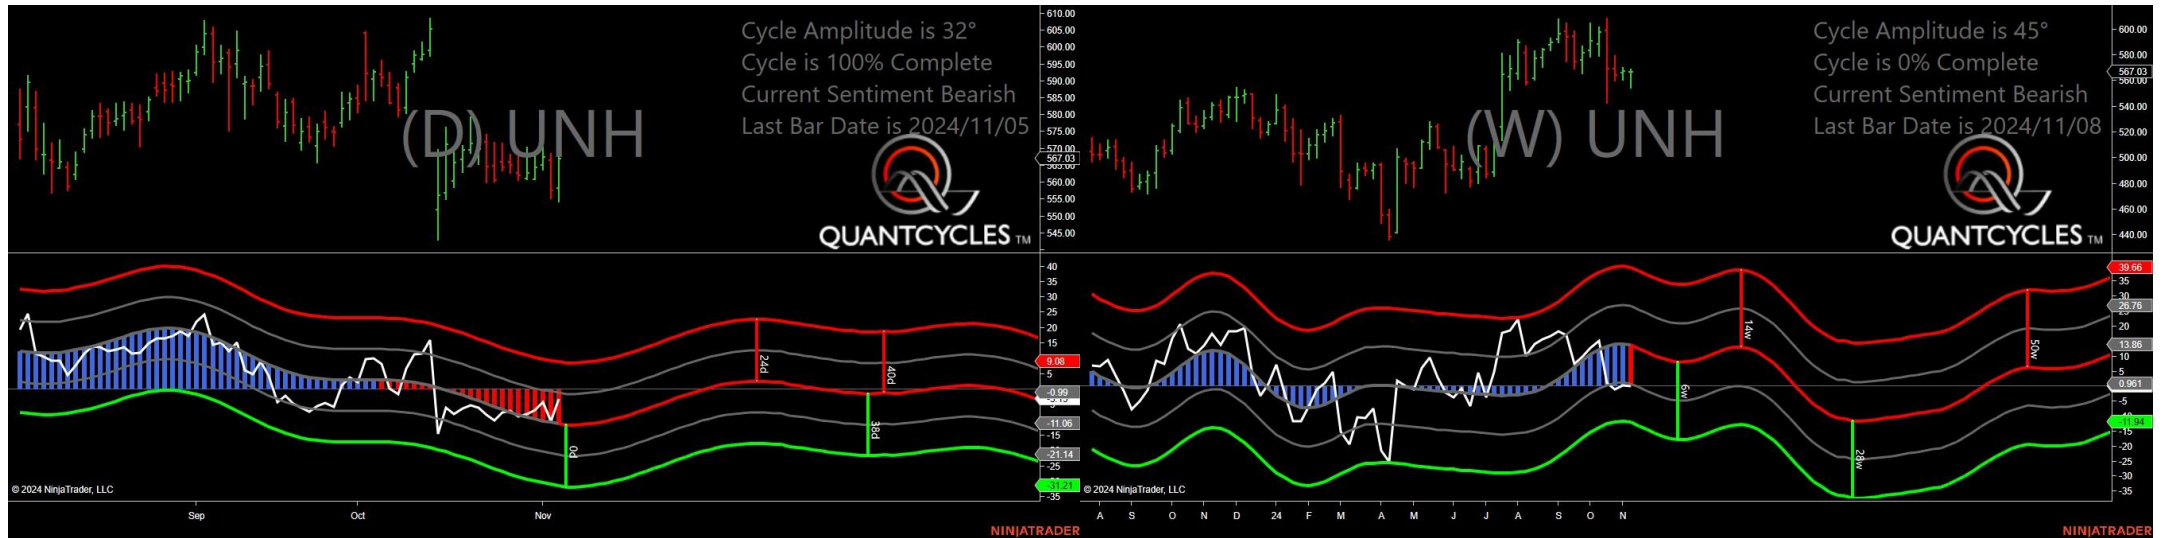 Cycle Amplitude is 32°
Cycle is 100% Complete
Current Sentiment Bearish
Last Bar Date is 2024/11/05
(D) UNH
QUANTCYCLES TM
610.00
605.00
600.00
595.00
590.00
585.00
580.00
575.00
570.00
567.03
565.00
560.00
555.00
550.00
545.00
40
35
30
25
20
15
9.08
5
-0.99
-11.06
-15
-21.14
-25
-31.21
-35
24d
40d
38d
0d
© 2024 NinjaTrader, LLC
Sep Oct Nov
NINJATRADER
Cycle Amplitude is 45°
Cycle is 0% Complete
Current Sentiment Bearish
Last Bar Date is 2024/11/08
(W) UNH
QUANTCYCLES TM
600.00
580.00
567.03
560.00
540.00
520.00
500.00
480.00
460.00
440.00
39.66
35
30
26.76
25
20
13.86
10
5
0.961
-5
-11.94
-15
-20
-25
-30
-35
14w
50w
6w
28w
© 2024 NinjaTrader, LLC
A S O N D 24 F M A M J J A S O N
NINJATRADER